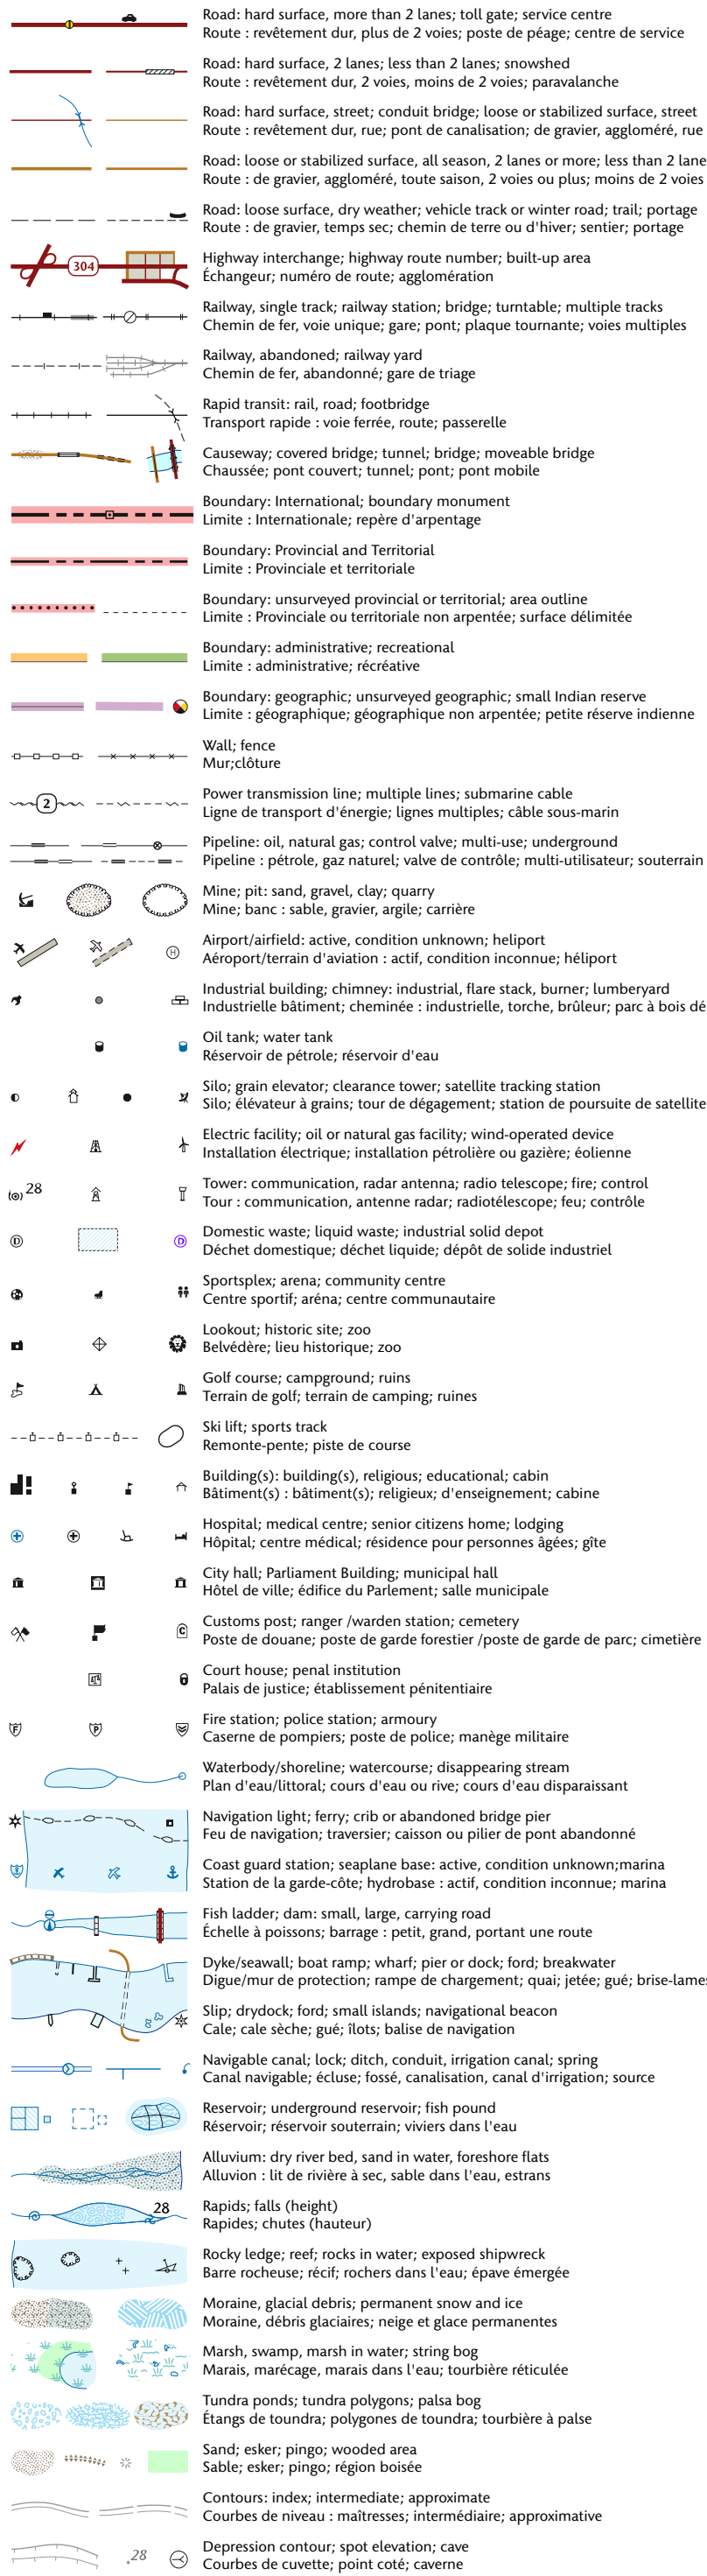 Road: hard surface, more than 2 lanes; toll gate; service centre
Route : revêtement dur, plus de 2 voies; poste de péage; centre de service
Road: hard surface, 2 lanes; less than 2 lanes; snowshed
Route : revêtement dur, 2 voies, moins de 2 voies; paravalanche
Road: hard surface, street; conduit bridge; loose or stabilized surface, street
Route : revêtement dur, rue; pont de canalisation; de gravier, aggloméré, rue
Road: loose or stabilized surface, all season, 2 lanes or more; less than 2 lane
Route : de gravier, aggloméré, toute saison, 2 voies ou plus; moins de 2 voies
Road: loose surface, dry weather; vehicle track or winter road; trail; portage
Route : de gravier, temps sec; chemin de terre ou d'hiver; sentier; portage
304
Highway interchange; highway route number; built-up area
Échangeur; numéro de route; agglomération
Railway, single track; railway station; bridge; turntable; multiple tracks
Chemin de fer, voie unique; gare; pont; plaque tournante; voies multiples
Railway, abandoned; railway yard
Chemin de fer, abandonné; gare de triage
Rapid transit: rail, road; footbridge
Transport rapide : voie ferrée, route; passerelle
Causeway; covered bridge; tunnel; bridge; moveable bridge
Chaussée; pont couvert; tunnel; pont; pont mobile
Boundary: International; boundary monument
Limite : Internationale; repère d'arpentage
Boundary: Provincial and Territorial
Limite : Provinciale et territoriale
Boundary: unsurveyed provincial or territorial; area outline
Limite : Provinciale ou territoriale non arpentée; surface délimitée
Boundary: administrative; recreational
Limite : administrative; récréative
Boundary: geographic; unsurveyed geographic; small Indian reserve
Limite : géographique; géographique non arpentée; petite réserve indienne
Wall; fence
Mur;clôture
2
Power transmission line; multiple lines; submarine cable
Ligne de transport d'énergie; lignes multiples; câble sous-marin
Pipeline: oil, natural gas; control valve; multi-use; underground
Pipeline : pétrole, gaz naturel; valve de contrôle; multi-utilisateur; souterrain
Mine; pit: sand, gravel, clay; quarry
Mine; banc : sable, gravier, argile; carrière
H
Airport/airfield: active, condition unknown; heliport
Aéroport/terrain d'aviation : actif, condition inconnue; héliport
Industrial building; chimney: industrial, flare stack, burner; lumberyard
Industrielle bâtiment; cheminée : industrielle, torche, brûleur; parc à bois dé
Oil tank; water tank
Réservoir de pétrole; réservoir d'eau
Silo; grain elevator; clearance tower; satellite tracking station
Silo; élévateur à grains; tour de dégagement; station de poursuite de satellite
Electric facility; oil or natural gas facility; wind-operated device
Installation électrique; installation pétrolière ou gazière; éolienne
28
Tower: communication, radar antenna; radio telescope; fire; control
Tour : communication, antenne radar; radiotélescope; feu; contrôle
D D
Domestic waste; liquid waste; industrial solid depot
Déchet domestique; déchet liquide; dépôt de solide industriel
Sportsplex; arena; community centre
Centre sportif; aréna; centre communautaire
Lookout; historic site; zoo
Belvédère; lieu historique; zoo
Golf course; campground; ruins
Terrain de golf; terrain de camping; ruines
Ski lift; sports track
Remonte-pente; piste de course
Building(s): building(s), religious; educational; cabin
Bâtiment(s) : bâtiment(s); religieux; d'enseignement; cabine
Hospital; medical centre; senior citizens home; lodging
Hôpital; centre médical; résidence pour personnes âgées; gîte
City hall; Parliament Building; municipal hall
Hôtel de ville; édifice du Parlement; salle municipale
C
Customs post; ranger /warden station; cemetery
Poste de douane; poste de garde forestier /poste de garde de parc; cimetière
Court house; penal institution
Palais de justice; établissement pénitentiaire
F P
Fire station; police station; armoury
Caserne de pompiers; poste de police; manège militaire
Waterbody/shoreline; watercourse; disappearing stream
Plan d'eau/littoral; cours d'eau ou rive; cours d'eau disparaissant
Navigation light; ferry; crib or abandoned bridge pier
Feu de navigation; traversier; caisson ou pilier de pont abandonné
Coast guard station; seaplane base: active, condition unknown;marina
Station de la garde-côte; hydrobase : actif, condition inconnue; marina
Fish ladder; dam: small, large, carrying road
Échelle à poissons; barrage : petit, grand, portant une route
Dyke/seawall; boat ramp; wharf; pier or dock; ford; breakwater
Digue/mur de protection; rampe de chargement; quai; jetée; gué; brise-lames
Slip; drydock; ford; small islands; navigational beacon
Cale; cale sèche; gué; îlots; balise de navigation
Navigable canal; lock; ditch, conduit, irrigation canal; spring
Canal navigable; écluse; fossé, canalisation, canal d'irrigation; source
Reservoir; underground reservoir; fish pound
Réservoir; réservoir souterrain; viviers dans l'eau
Alluvium: dry river bed, sand in water, foreshore flats
Alluvion : lit de rivière à sec, sable dans l'eau, estrans
28
Rapids; falls (height)
Rapides; chutes (hauteur)
Rocky ledge; reef; rocks in water; exposed shipwreck
Barre rocheuse; récif; rochers dans l'eau; épave émergée
Moraine, glacial debris; permanent snow and ice
Moraine, débris glaciaires; neige et glace permanentes
Marsh, swamp, marsh in water; string bog
Marais, marécage, marais dans l'eau; tourbière réticulée
Tundra ponds; tundra polygons; palsa bog
Étangs de toundra; polygones de toundra; tourbière à palse
Sand; esker; pingo; wooded area
Sable; esker; pingo; région boisée
Contours: index; intermediate; approximate
Courbes de niveau : maîtresses; intermédiaire; approximative
.28
Depression contour; spot elevation; cave
Courbes de cuvette; point coté; caverne